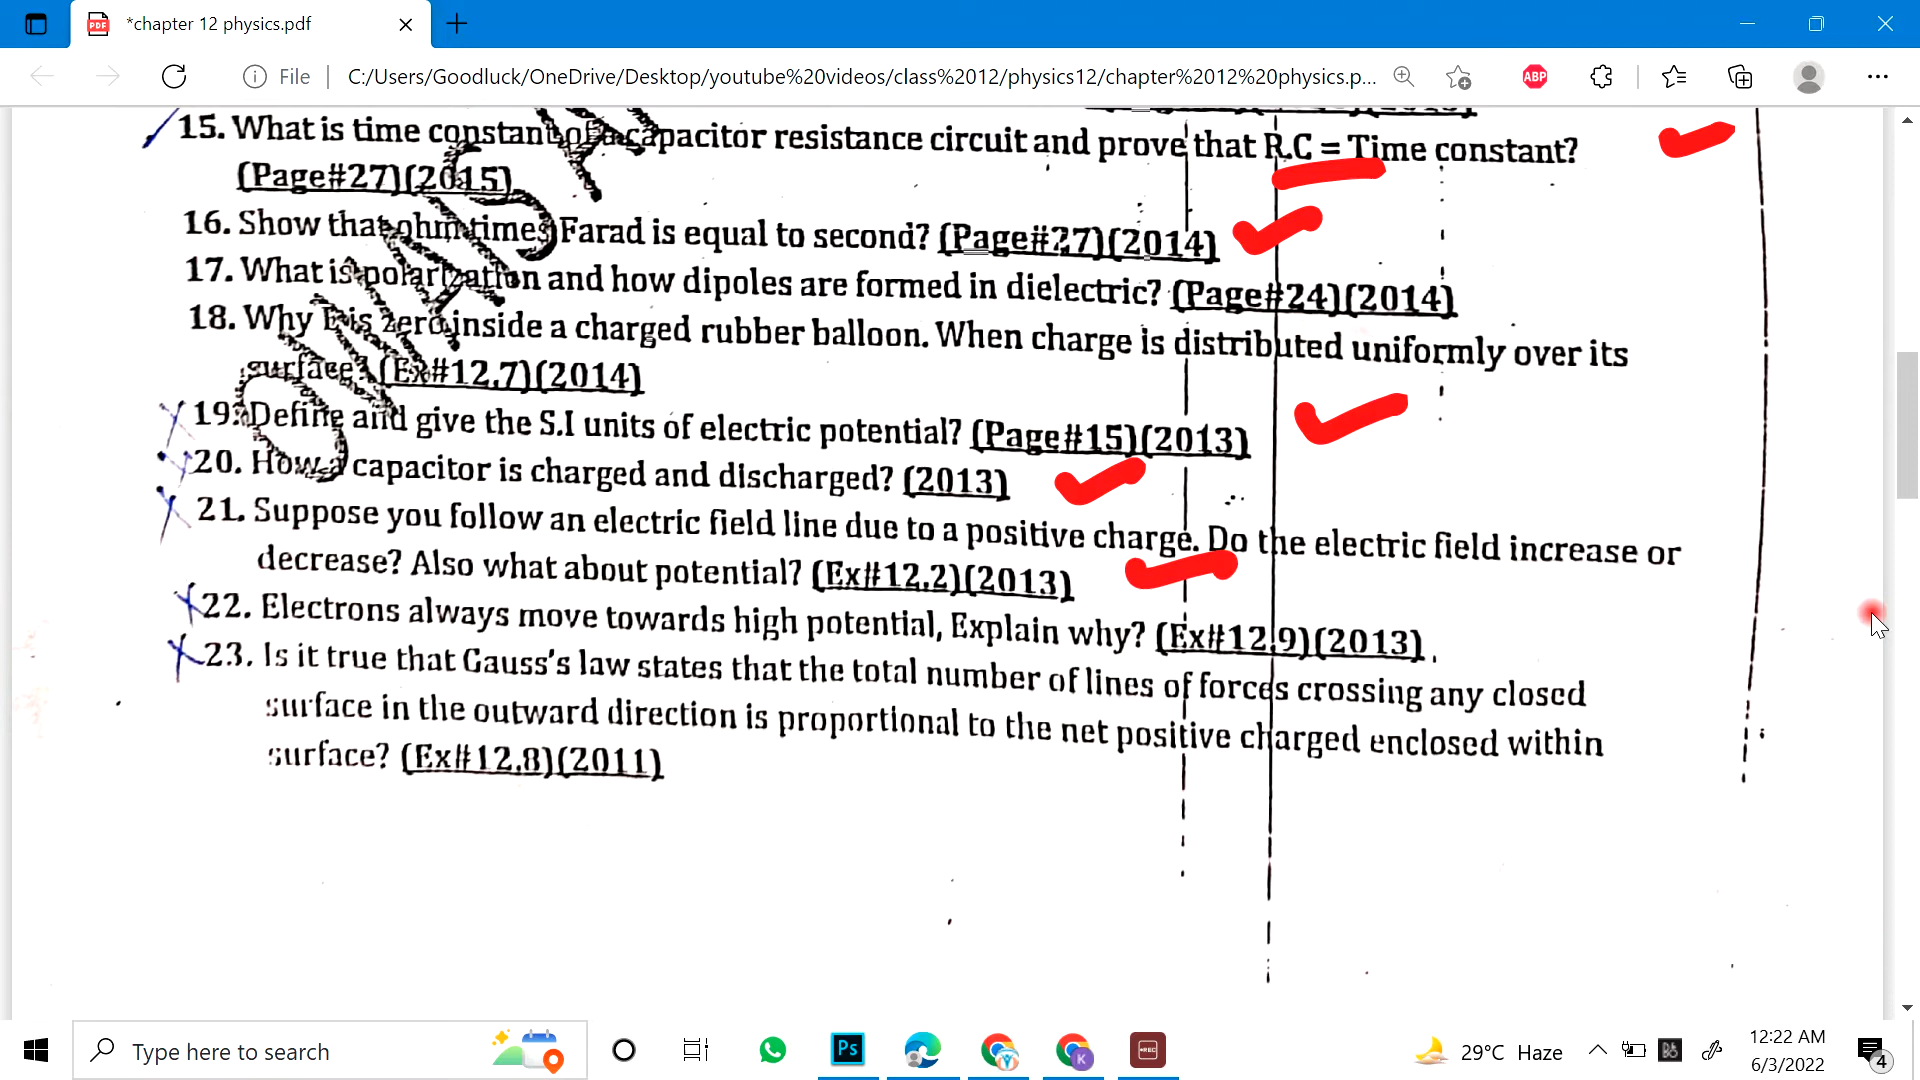 *chapter 12 physics.pdf
File
C:/Users/Goodluck/OneDrive/Desktop/youtube%20videos/class%2012/physics12/chapter%2012%20physics.p...
ABP
15. What is time constant of a capacitor resistance circuit and prove that R.C = Time constant?
(Page#27)(2015)
16. Show that ohm times Farad is equal to second? (Page#27)(2014)
17. What is polarization and how dipoles are formed in dielectric? (Page#24)(2014)
18. Why E is zero inside a charged rubber balloon. When charge is distributed uniformly over its
surface? (Ex#12.7)(2014)
19. Define and give the S.I units of electric potential? (Page#15)(2013)
20. How a capacitor is charged and discharged? (2013)
21. Suppose you follow an electric field line due to a positive charge. Do the electric field increase or
decrease? Also what about potential? (Ex#12.2)(2013)
22. Electrons always move towards high potential, Explain why? (Ex#12.9)(2013).
23. Is it true that Gauss's law states that the total number of lines of forces crossing any closed
surface in the outward direction is proportional to the net positive charged enclosed within
surface? (Ex#12.8)(2011)
Type here to search
Ps
K
REC
29°C Haze
12:22 AM
6/3/2022
4